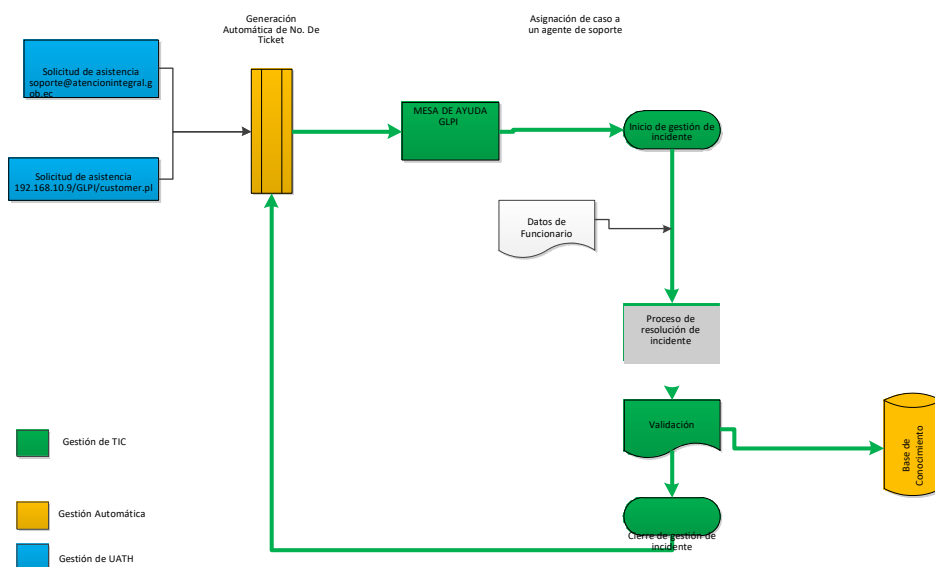 Generación
Automática de No. De
Ticket
Asignación de caso a
un agente de soporte
Solicitud de asistencia
soporte@atencionintegral.g
ob.ec
MESA DE AYUDA
GLPI
Inicio de gestión de
incidente
Solicitud de asistencia
192.168.10.9/GLPI/customer.pl
Datos de
Funcionario
Proceso de
resolución de
incidente
Validación
Base de
Conocimiento
Cierre de gestión de
incidente
Gestión de TIC
Gestión Automática
Gestión de UATH